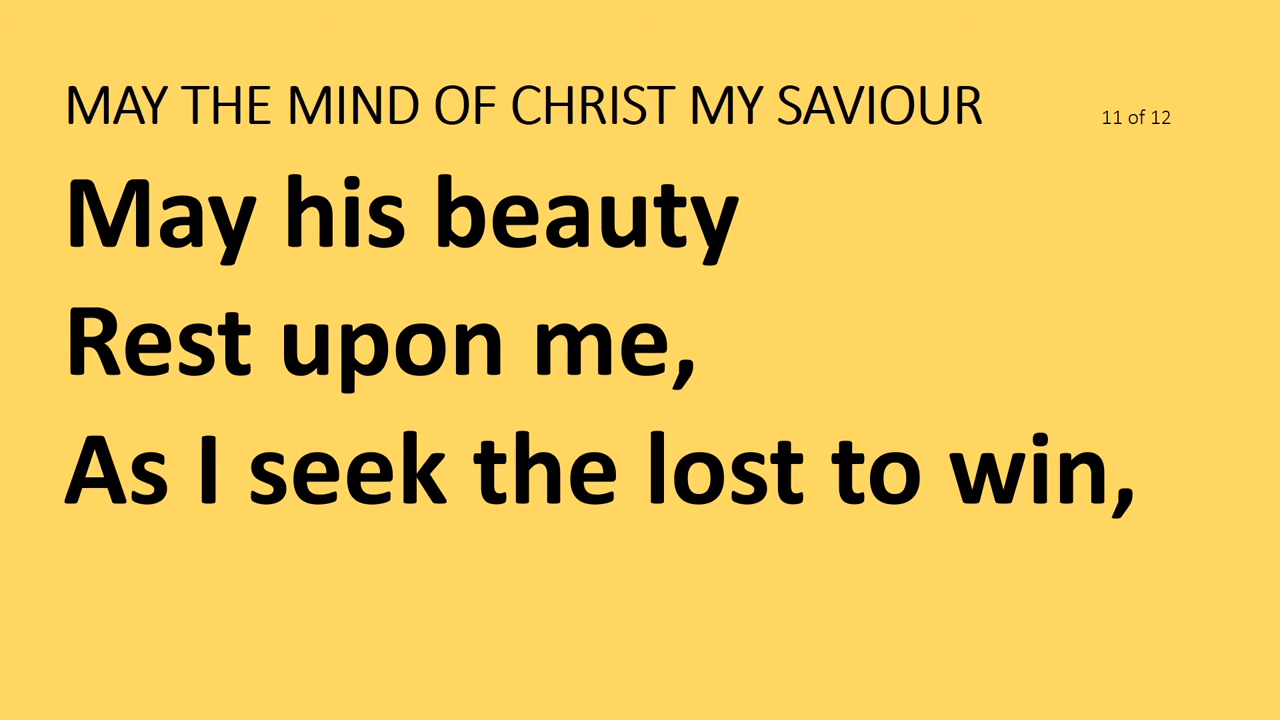 MAY THE MIND OF CHRIST MY SAVIOUR 11 of 12
May his beauty
Rest upon me,
As I seek the lost to win,